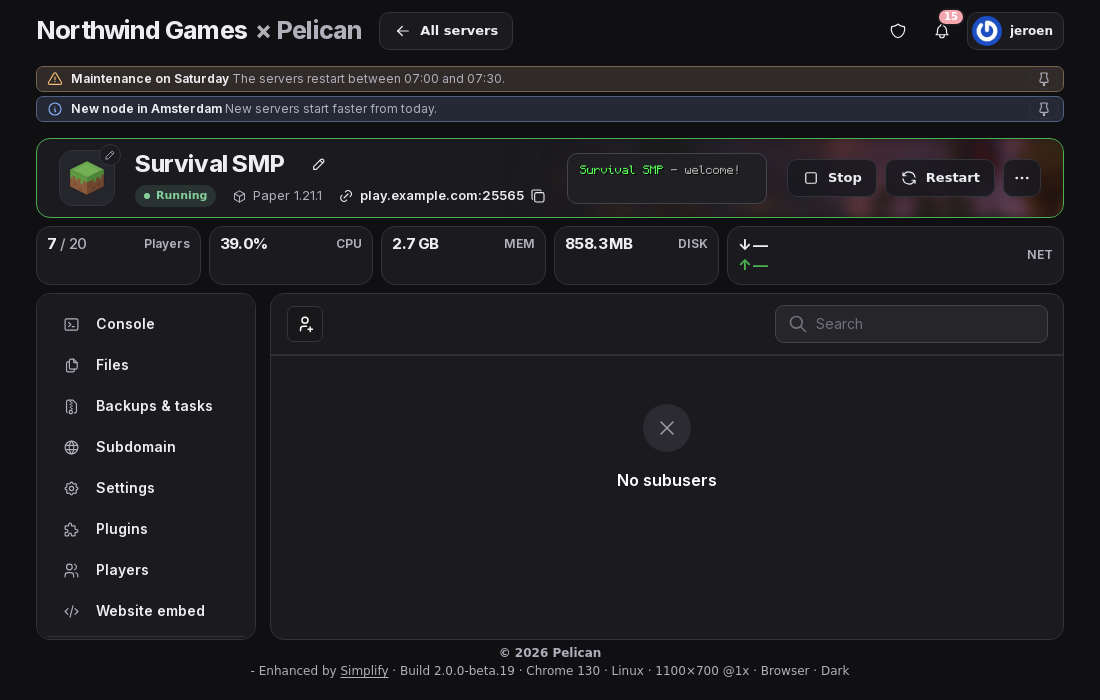 Northwind Games × Pelican
All servers
15
jeroen
Maintenance on Saturday The servers restart between 07:00 and 07:30.
New node in Amsterdam New servers start faster from today.
Survival SMP
Running
Paper 1.21.1
play.example.com:25565
Survival SMP – welcome!
Stop
Restart
7 / 20 Players
39.0% CPU
2.7 GB MEM
858.3 MB DISK
↓—
↑—
NET
Console
Files
Backups & tasks
Subdomain
Settings
Plugins
Players
Website embed
Search
No subusers
© 2026 Pelican
- Enhanced by Simplify · Build 2.0.0-beta.19 · Chrome 130 · Linux · 1100×700 @1x · Browser · Dark